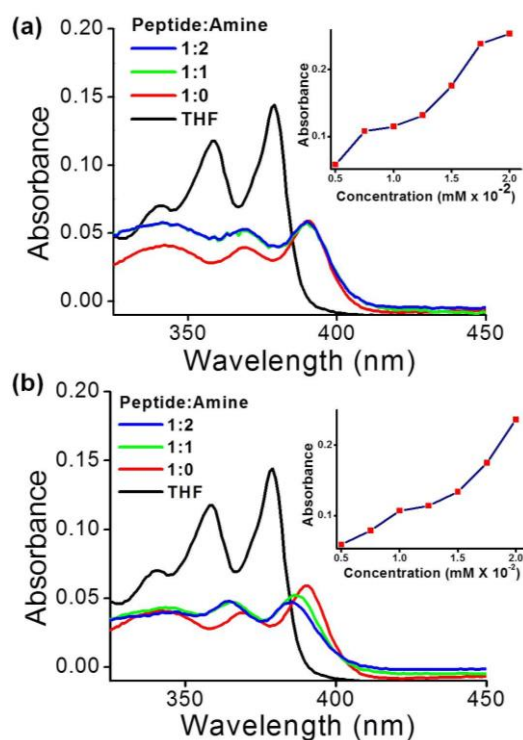 (a)
Peptide:Amine
1:2
1:1
1:0
THF
0.20
0.15
0.10
0.05
0.00
Absorbance
350
400
450
Wavelength (nm)
0.2
0.1
Absorbance
0.5
1.0
1.5
2.0
Concentration (mM x 10-2)
(b)
Peptide:Amine
1:2
1:1
1:0
THF
0.20
0.15
0.10
0.05
0.00
Absorbance
350
400
450
Wavelength (nm)
0.2
0.1
Absorbance
0.5
1.0
1.5
2.0
Concentration (mM X 10-2)